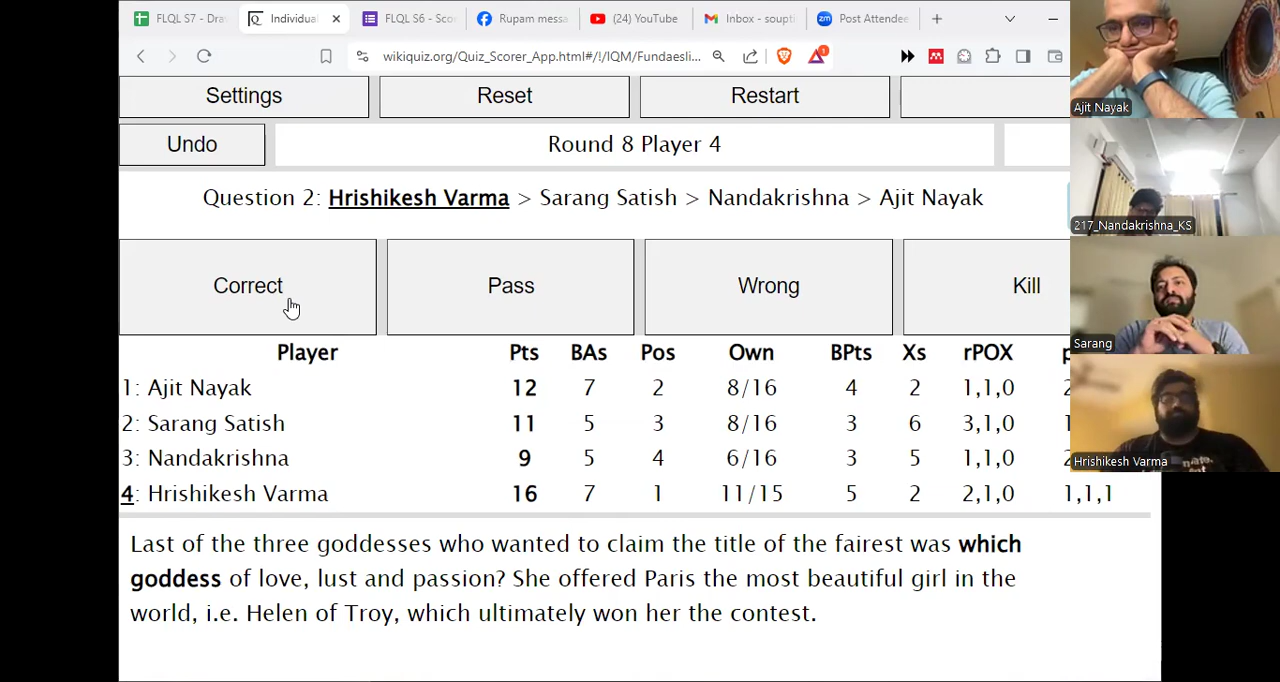 FLQL S7 - Dra
Individual
FLQL S6 - Sco
Rupam messa
(24) YouTube
Inbox - soupti
Post Attendee
wikiquiz.org/Quiz_Scorer_App.html#/!/IQM/Fundaesli...
1
Settings
Reset
Restart
Undo
Round 8 Player 4
Question 2: Hrishikesh Varma > Sarang Satish > Nandakrishna > Ajit Nayak
Correct
Pass
Wrong
Kill
Player Pts BAs Pos Own BPts Xs rPOX p
1: Ajit Nayak 12 7 2 8/16 4 2 1,1,0 2
2: Sarang Satish 11 5 3 8/16 3 6 3,1,0 1
3: Nandakrishna 9 5 4 6/16 3 5 1,1,0 2
4: Hrishikesh Varma 16 7 1 11/15 5 2 2,1,0 1,1,1
Last of the three goddesses who wanted to claim the title of the fairest was which
goddess of love, lust and passion? She offered Paris the most beautiful girl in the
world, i.e. Helen of Troy, which ultimately won her the contest.
Ajit Nayak
217_Nandakrishna_KS
Sarang
Hrishikesh Varma